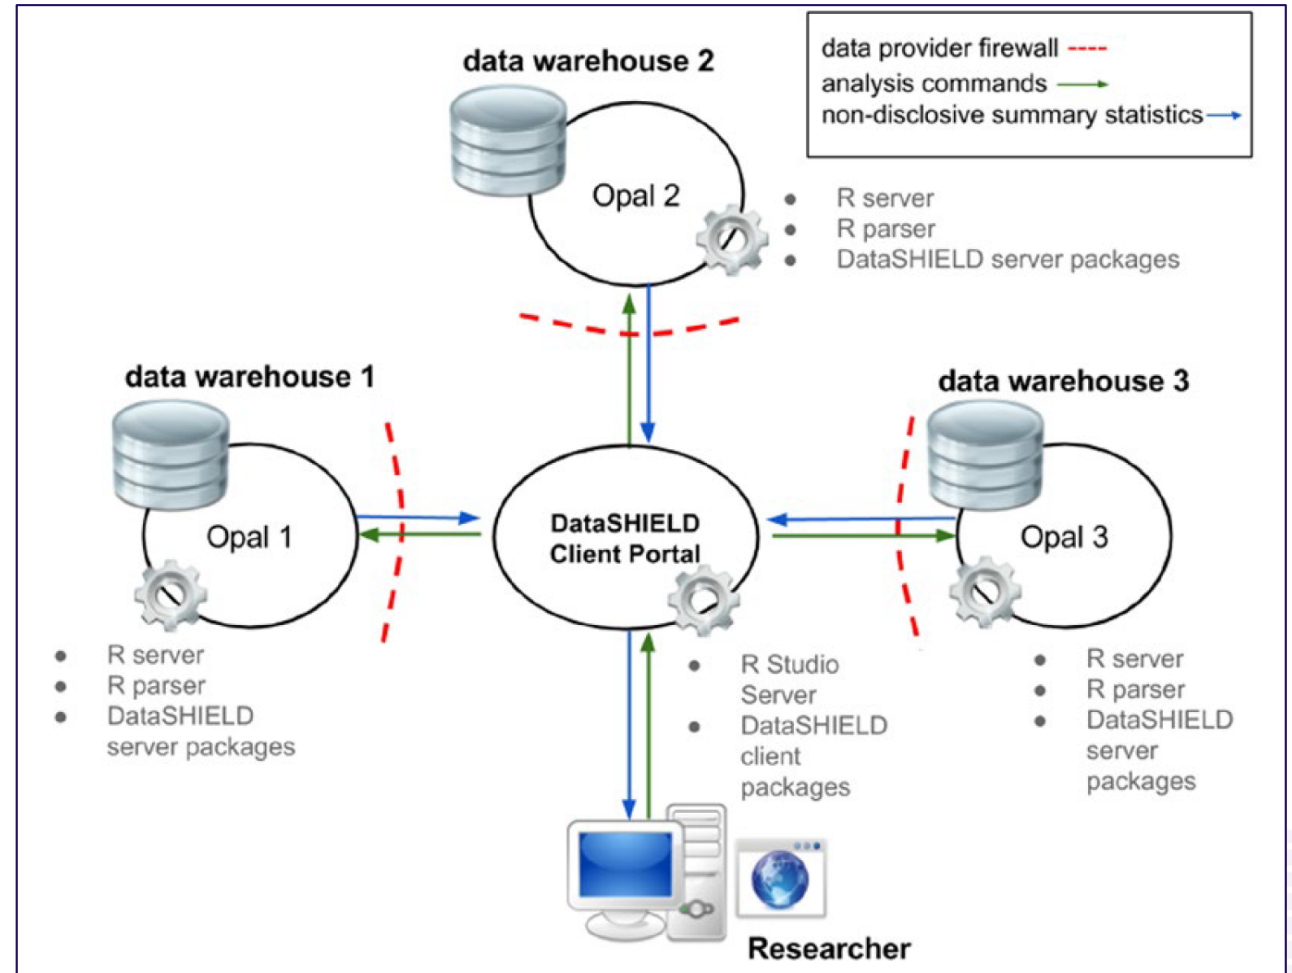 data provider firewall
analysis commands
non-disclosive summary statistics
data warehouse 2
Opal 2
● R server
● R parser
● DataSHIELD server packages
data warehouse 1
Opal 1
● R server
● R parser
● DataSHIELD
server packages
DataSHIELD
Client Portal
● R Studio
Server
● DataSHIELD
client
packages
data warehouse 3
Opal 3
● R server
● R parser
● DataSHIELD
server
packages
Researcher